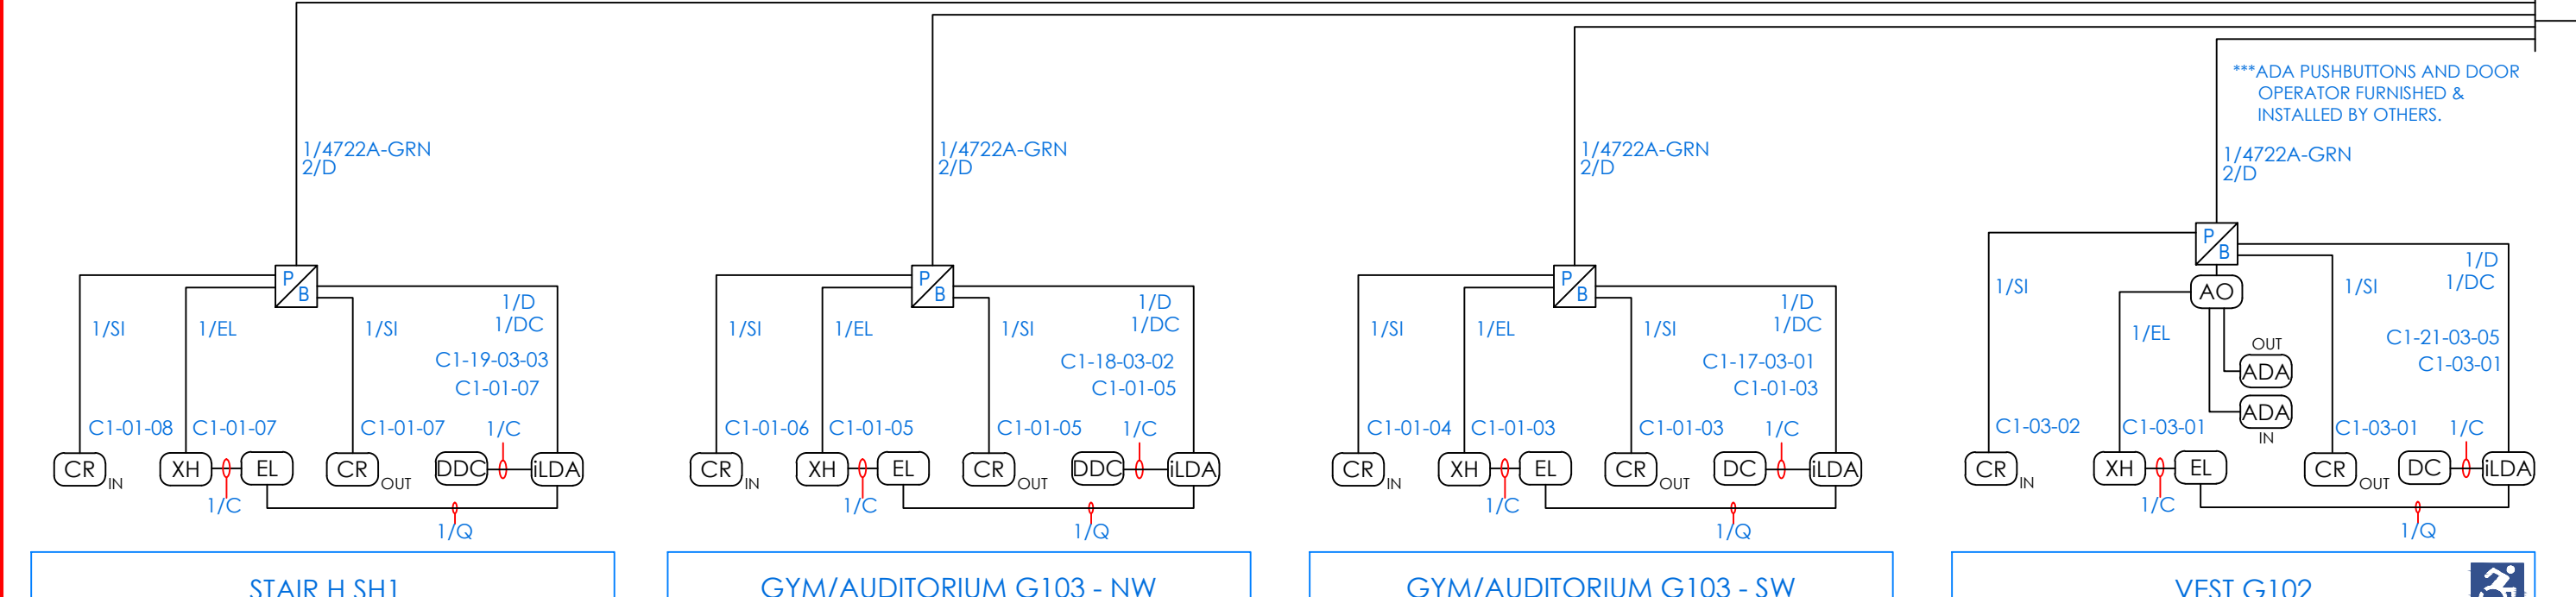 ***ADA PUSHBUTTONS AND DOOR
OPERATOR FURNISHED &
INSTALLED BY OTHERS.
1/4722A-GRN
2/D
P
B
1/SI
1/EL
1/SI
1/D
1/DC
C1-19-03-03
C1-01-07
C1-01-08
C1-01-07
C1-01-07
1/C
CR
IN
XH
EL
CR
OUT
DDC
iLDA
1/C
1/Q
STAIR H SH1
1/4722A-GRN
2/D
P
B
1/SI
1/EL
1/SI
1/D
1/DC
C1-18-03-02
C1-01-05
C1-01-06
C1-01-05
C1-01-05
1/C
CR
IN
XH
EL
CR
OUT
DDC
iLDA
1/C
1/Q
GYM/AUDITORIUM G103 - NW
1/4722A-GRN
2/D
P
B
1/SI
1/EL
1/SI
1/D
1/DC
C1-17-03-01
C1-01-03
C1-01-04
C1-01-03
C1-01-03
1/C
CR
IN
XH
EL
CR
OUT
DC
iLDA
1/C
1/Q
GYM/AUDITORIUM G103 - SW
1/4722A-GRN
2/D
P
B
AO
1/SI
1/EL
1/SI
1/D
1/DC
OUT
ADA
ADA
IN
C1-21-03-05
C1-03-01
C1-03-02
C1-03-01
C1-03-01
1/C
CR
IN
XH
EL
CR
OUT
DC
iLDA
1/C
1/Q
VEST G102